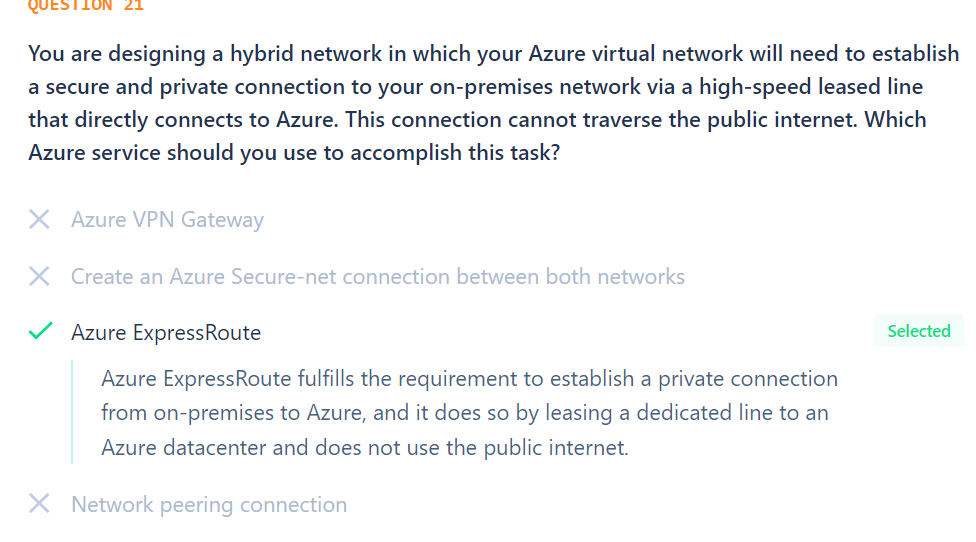 QUESTION 21
You are designing a hybrid network in which your Azure virtual network will need to establish
a secure and private connection to your on-premises network via a high-speed leased line
that directly connects to Azure. This connection cannot traverse the public internet. Which
Azure service should you use to accomplish this task?
Azure VPN Gateway
Create an Azure Secure-net connection between both networks
Azure ExpressRoute
Selected
Azure ExpressRoute fulfills the requirement to establish a private connection
from on-premises to Azure, and it does so by leasing a dedicated line to an
Azure datacenter and does not use the public internet.
Network peering connection